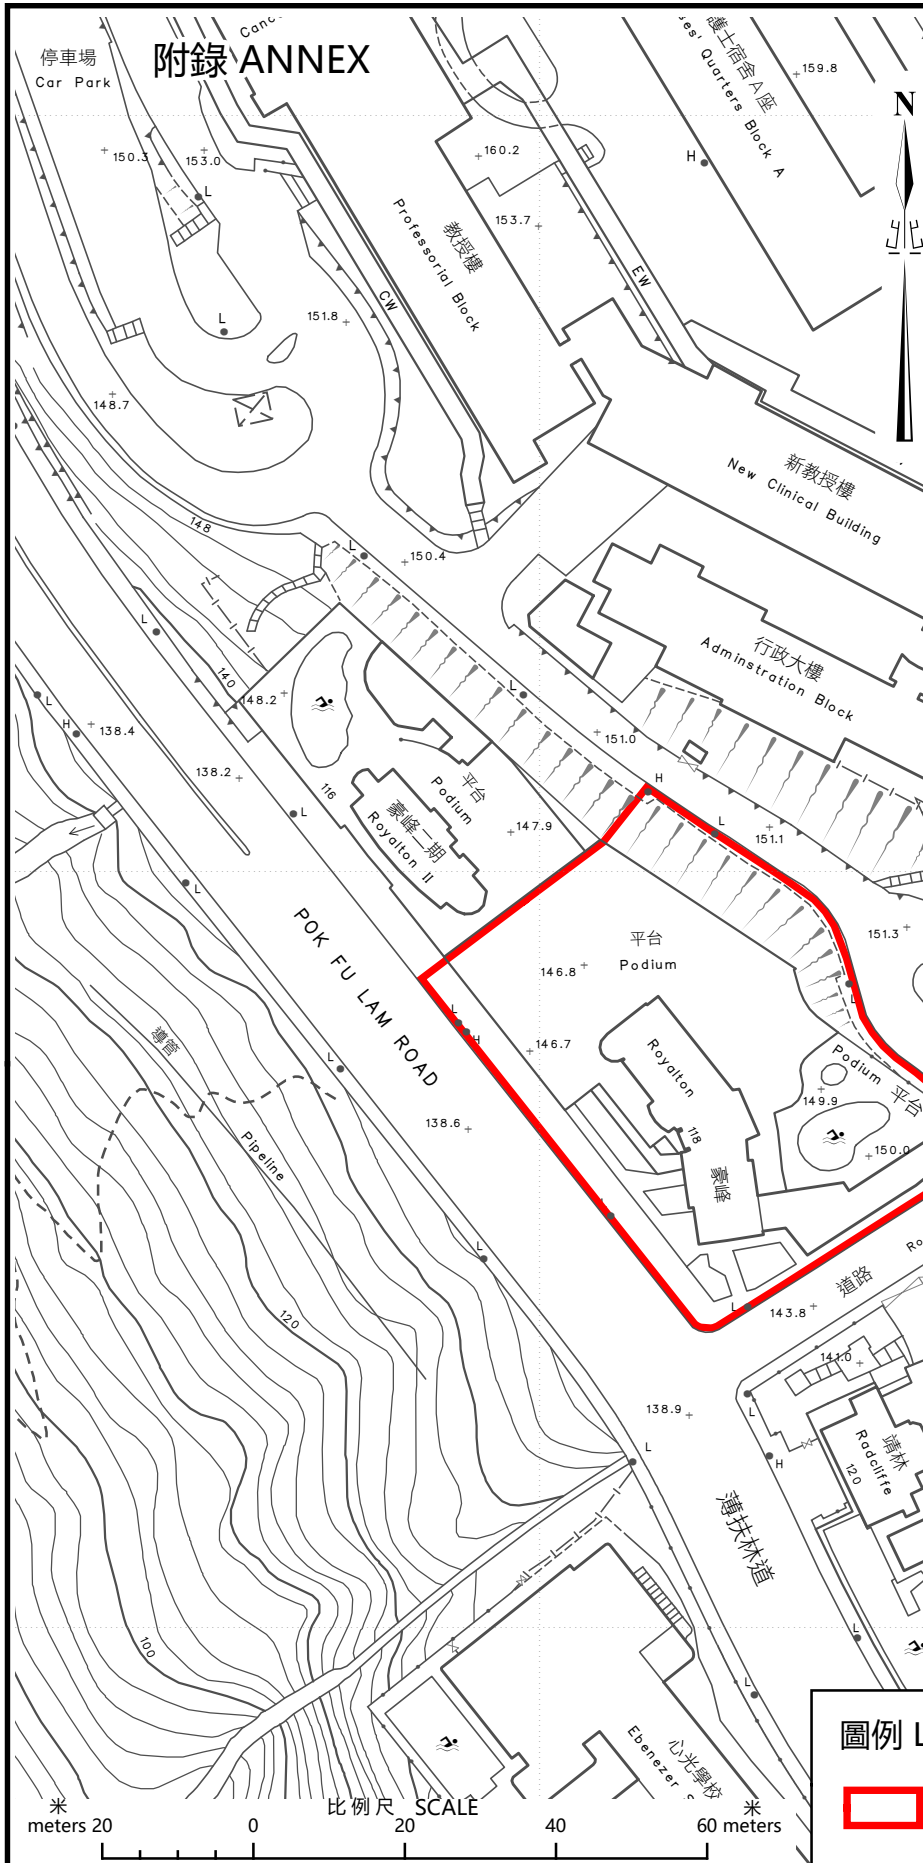 附錄 ANNEX
停車場
Car Park
護士宿舍A座
Quarters Block A
159.8
N
150.3
153.0
L
160.2
H
153.7
教授樓
Professorial Block
CW
EW
151.8
L
148.7
新教授樓
New Clinical Building
148
L
150.4
L
行政大樓
Adminstration Block
140
148.2
L
L
H
138.4
151.0
138.2
116
平台
Podium
H
L
豪峰二期
Royalton II
147.9
L
151.1
L
151.3
POK FU LAM ROAD
平台
Podium
146.8
L
L
H
導管
146.7
Royalton
Podium
平台
L
149.9
138.6
118
150.0
Pipeline
豪峰
L
L
道路
143.8
L
120
141.0
138.9
L
L
H
靖林
Radcliffe
120
薄扶林道
100
L
L
心光學校
Ebenezer
圖例
米
比例尺 SCALE
米
meters 20
0
20
40
60 meters